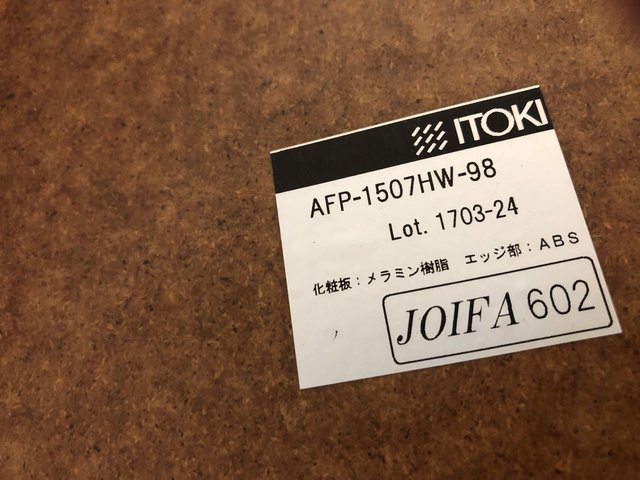 ITOKI
AFP-1507HW-98
Lot. 1703-24
化粧板：メラミン樹脂 エッジ部：ABS
JOIFA 602